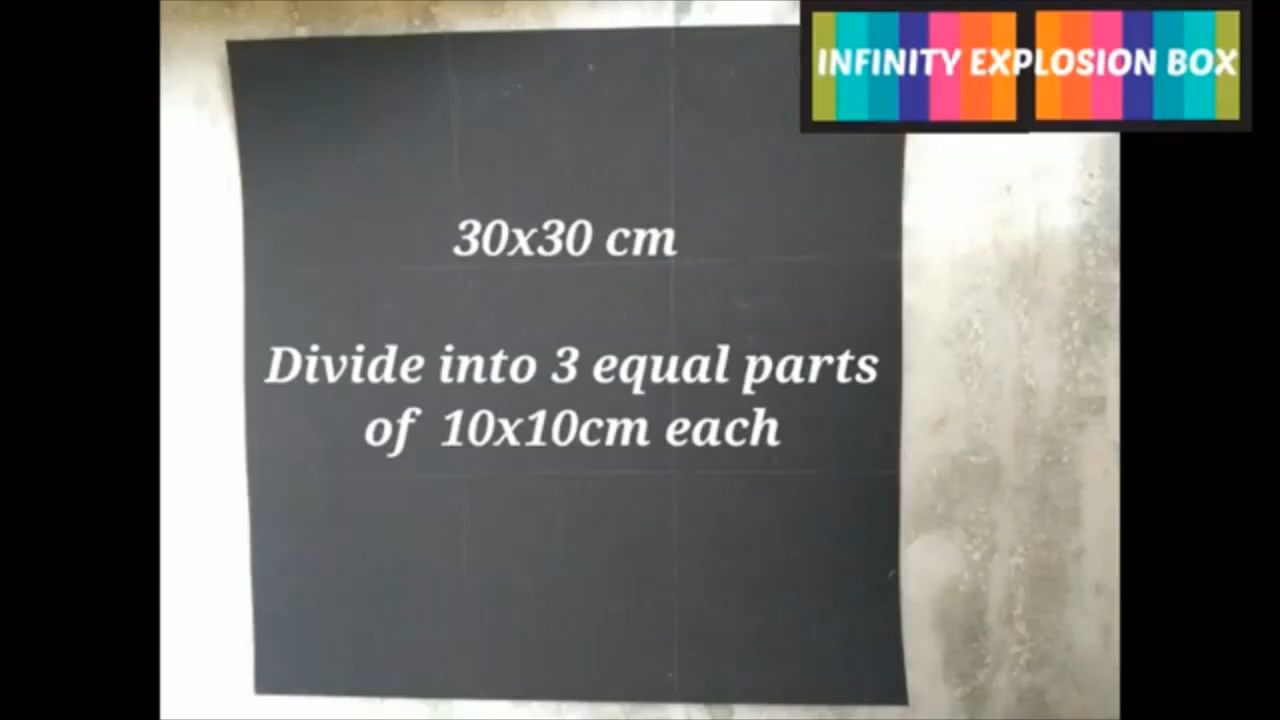 INFINITY EXPLOSION BOX
30x30 cm
Divide into 3 equal parts
of 10x10cm each